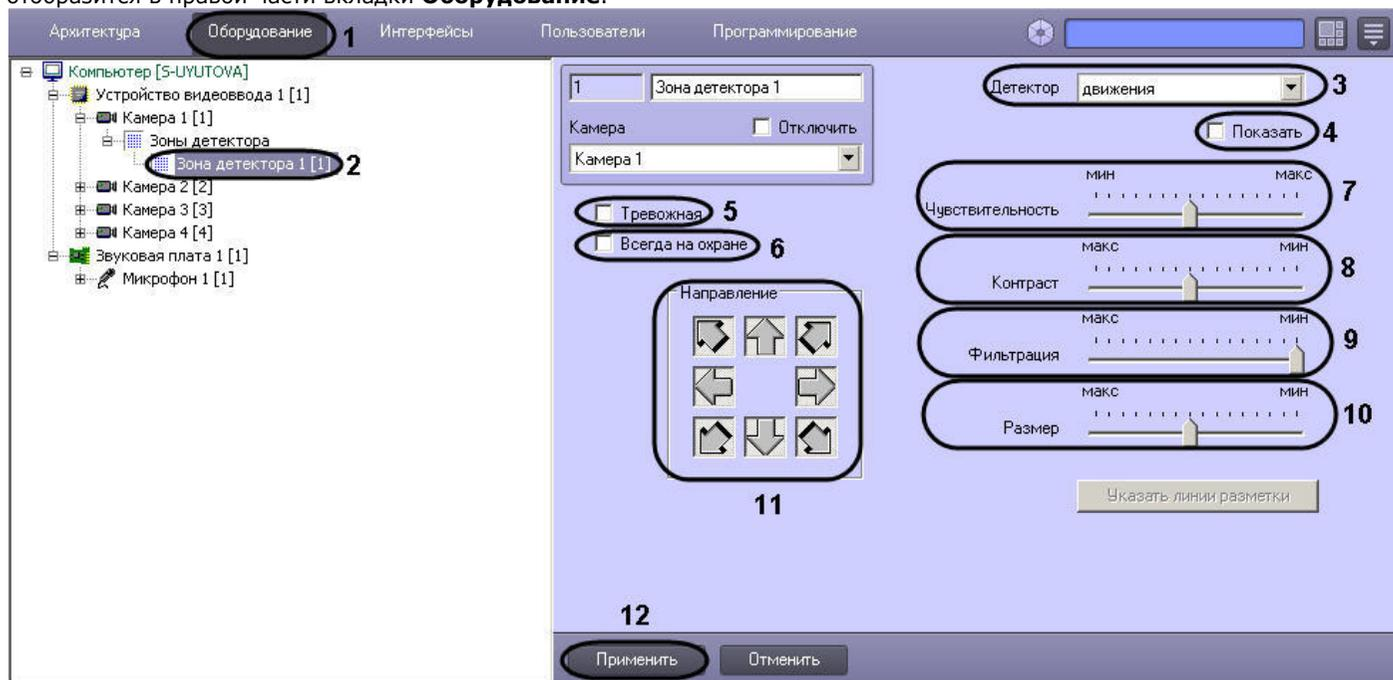 отобразится в правой части вкладки Оборудование.
Архитектура Оборудование 1 Интерфейсы Пользователи Программирование
Компьютер [S-UYUTOVA]
Устройство видеоввода 1 [1]
Камера 1 [1]
Зоны детектора
Зона детектора 1 [1] 2
Камера 2 [2]
Камера 3 [3]
Камера 4 [4]
Звуковая плата 1 [1]
Микрофон 1 [1]
1 Зона детектора 1
Камера Отключить
Камера 1
Тревожная 5
Всегда на охране 6
Направление
11
Детектор движения 3
Показать 4
мин макс
Чувствительность 7
макс мин
Контраст 8
макс мин
Фильтрация 9
макс мин
Размер 10
Указать линии разметки
12
Применить Отменить